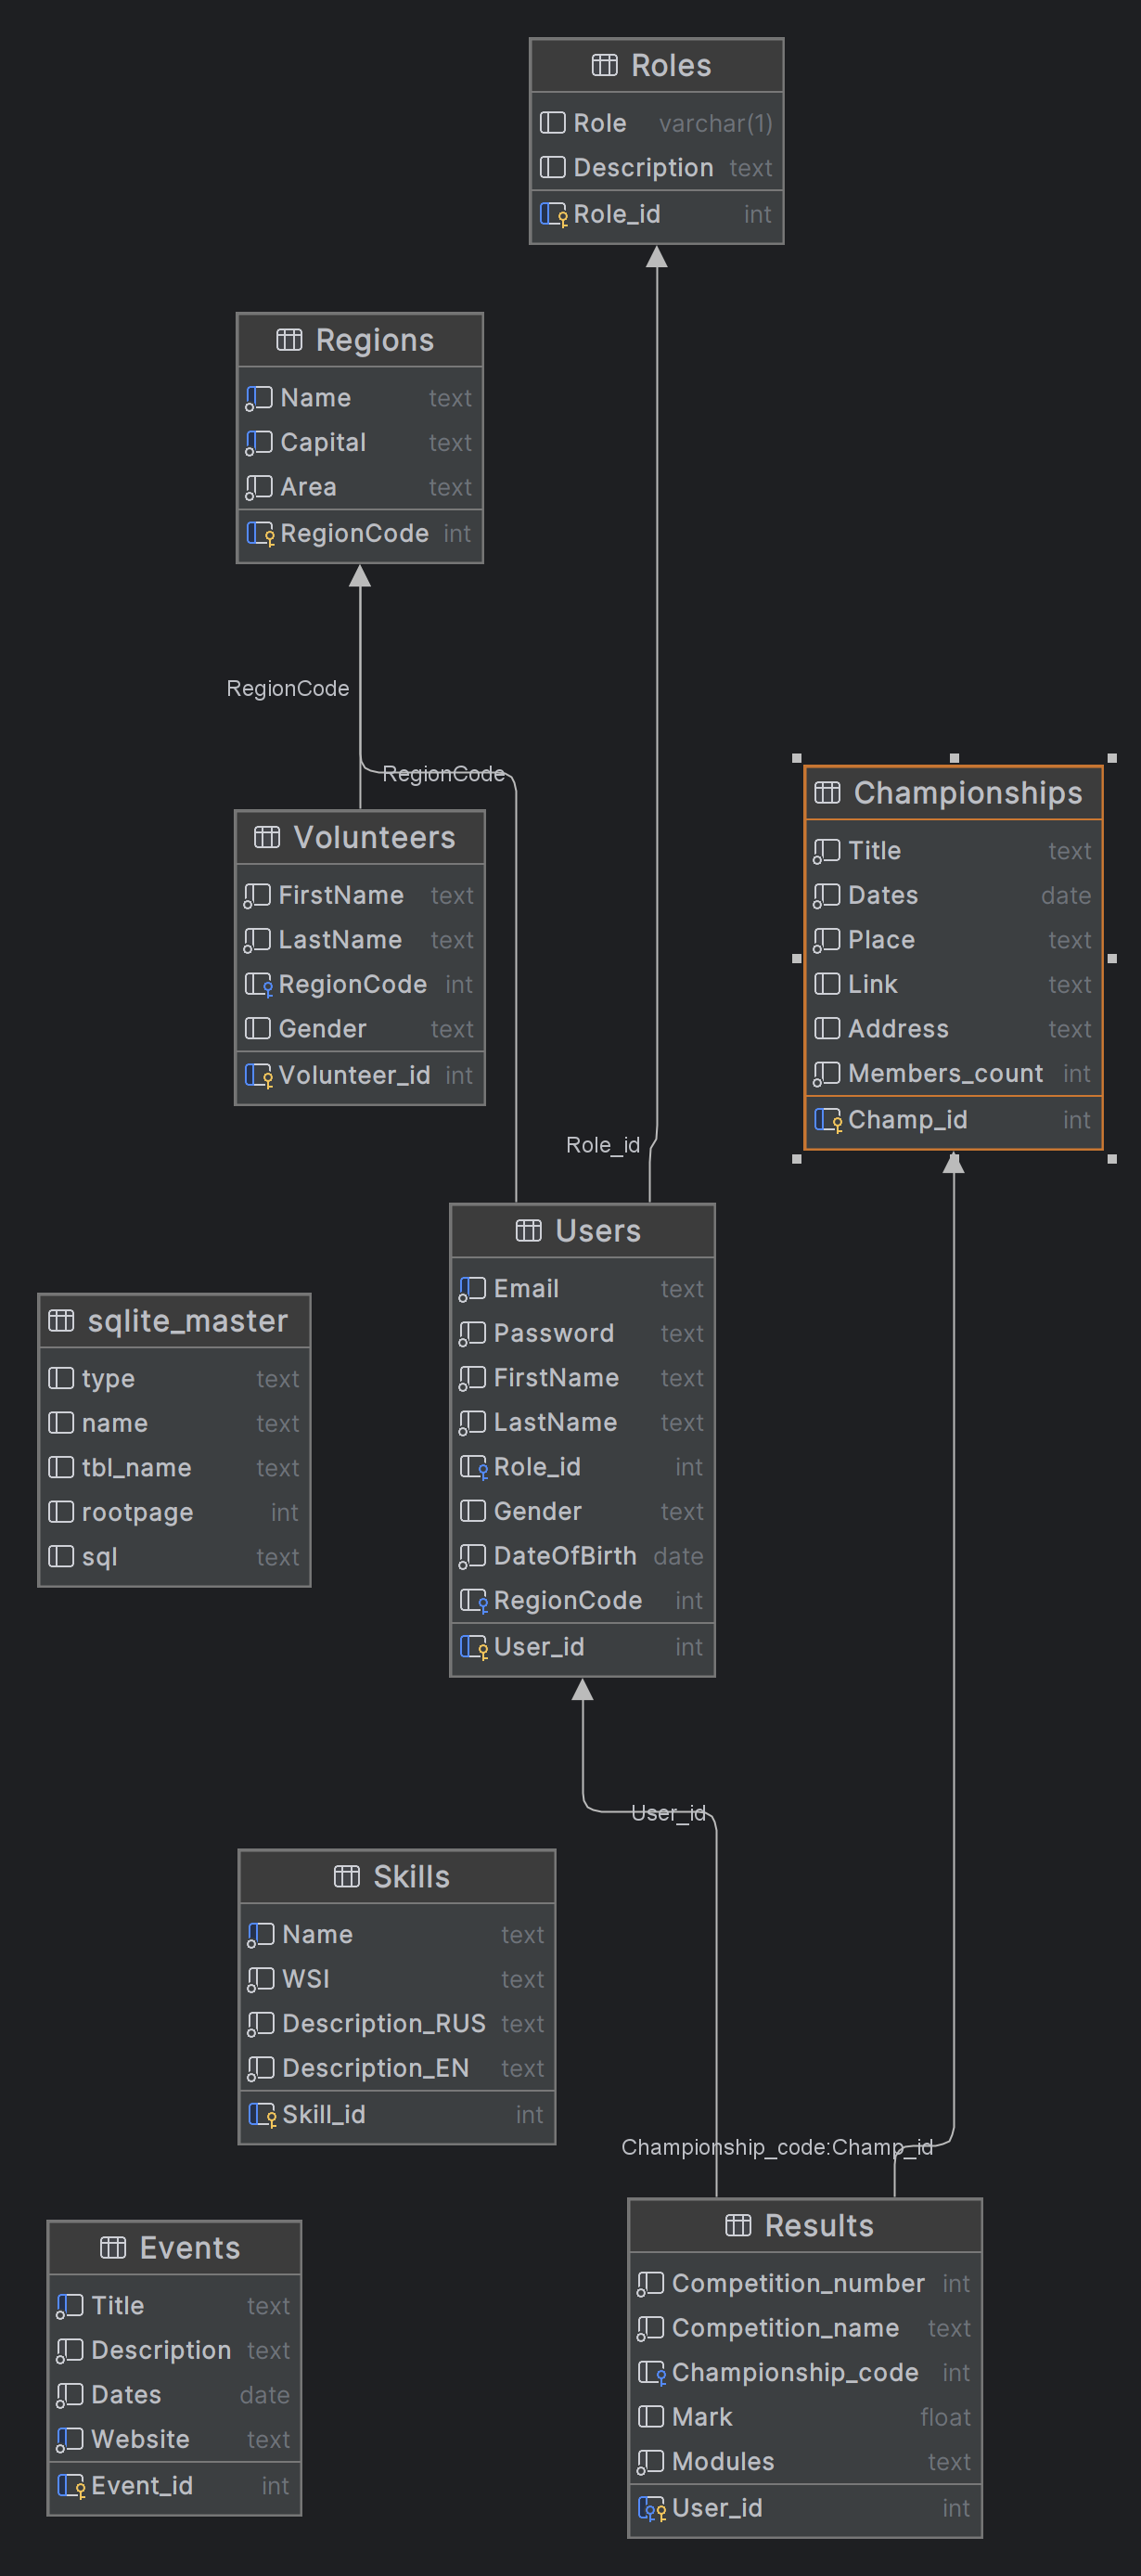 Roles
Role varchar(1)
Description text
Role_id int
Regions
Name text
Capital text
Area text
RegionCode int
RegionCode
RegionCode
Volunteers
FirstName text
LastName text
RegionCode int
Gender text
Volunteer_id int
Championships
Title text
Dates date
Place text
Link text
Address text
Members_count int
Champ_id int
Role_id
Users
Email text
Password text
FirstName text
LastName text
Role_id int
Gender text
DateOfBirth date
RegionCode int
User_id int
sqlite_master
type text
name text
tbl_name text
rootpage int
sql text
User_id
Skills
Name text
WSI text
Description_RUS text
Description_EN text
Skill_id int
Championship_code:Champ_id
Events
Title text
Description text
Dates date
Website text
Event_id int
Results
Competition_number int
Competition_name text
Championship_code int
Mark float
Modules text
User_id int